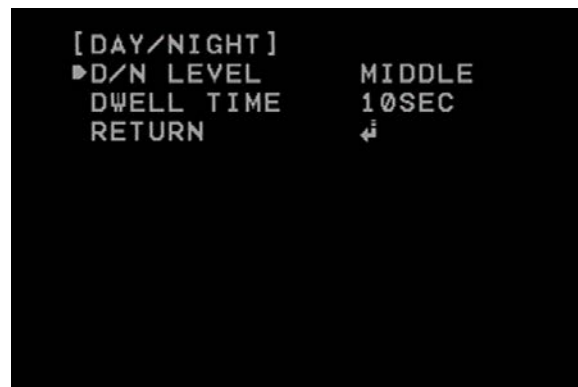 [DAY/NIGHT]
D/N LEVEL MIDDLE
DWELL TIME 10SEC
RETURN ↲